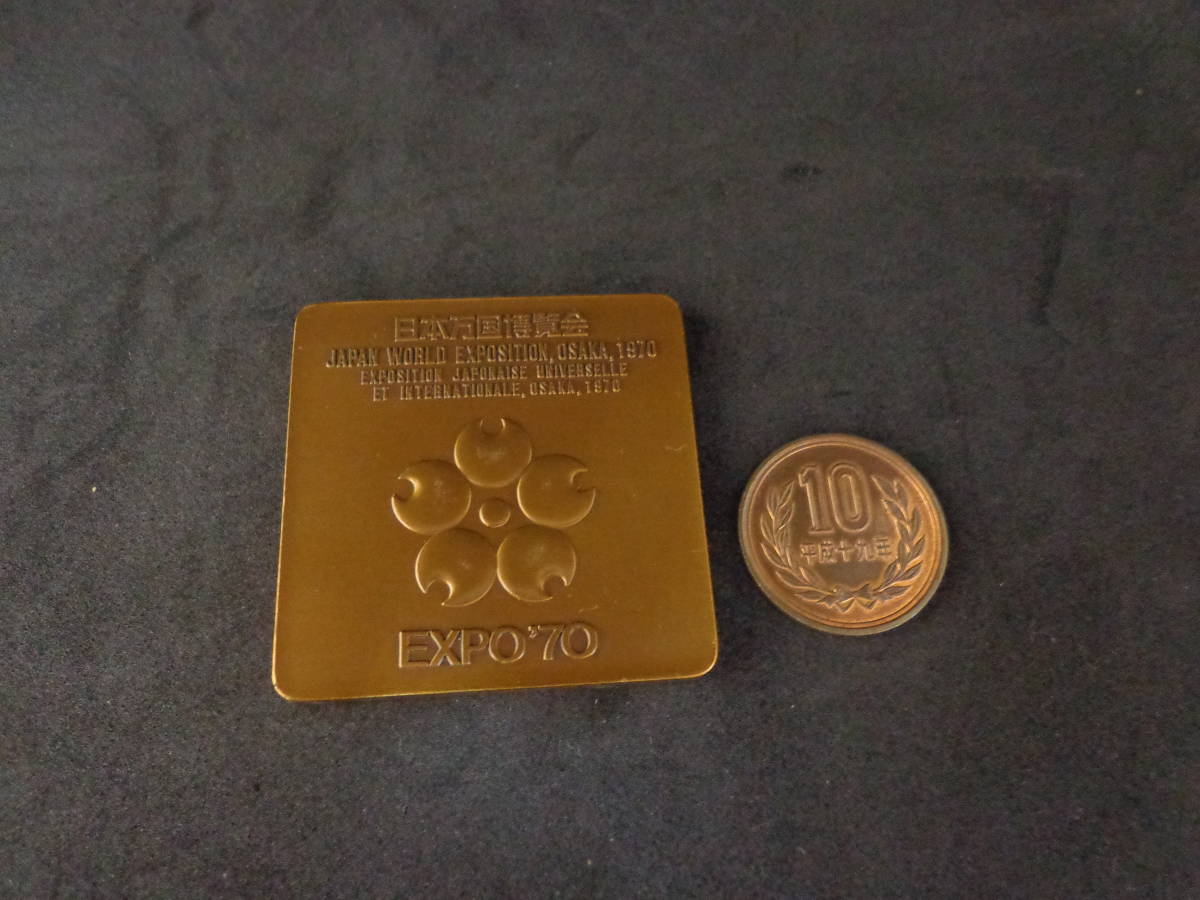 日本万国博覧会
JAPAN WORLD EXPOSITION, OSAKA, 1970
EXPOSITION JAPONAISE UNIVERSELLE
ET INTERNATIONALE, OSAKA, 1970
EXPO'70
10
平成十九年